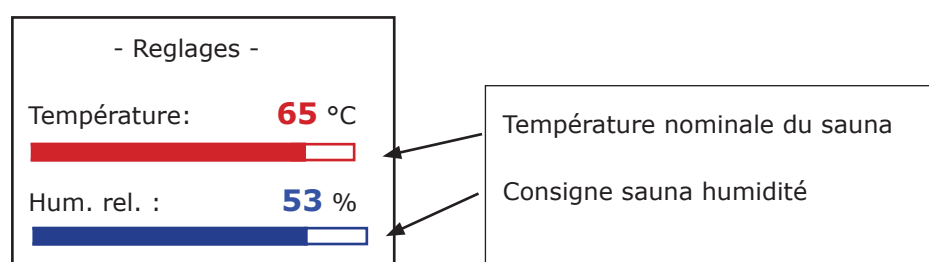 - Reglages -
Température: 65 °C
Hum. rel. : 53 %
Température nominale du sauna
Consigne sauna humidité